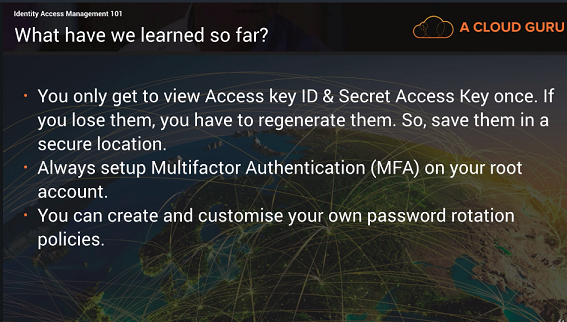 Identity Access Management 101
What have we learned so far?
A CLOUD GURU
• You only get to view Access key ID & Secret Access Key once. If
you lose them, you have to regenerate them. So, save them in a
secure location.
• Always setup Multifactor Authentication (MFA) on your root
account.
• You can create and customise your own password rotation
policies.